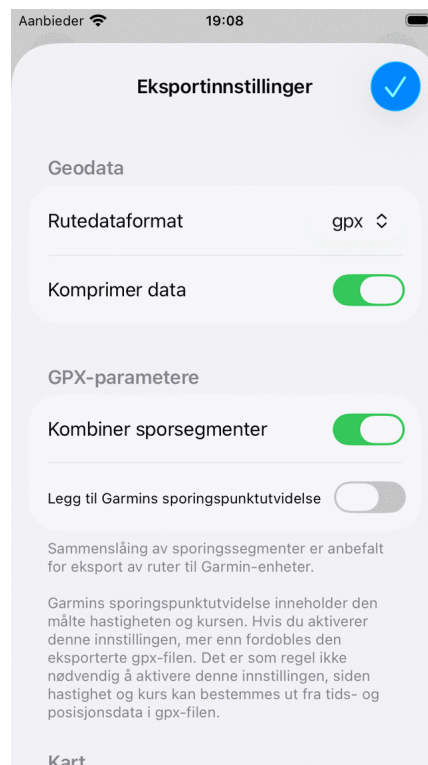 Aanbieder 19:08
Eksportinnstillinger
Geodata
Rutedataformat gpx
Komprimer data
GPX-parametere
Kombiner sporsegmenter
Legg til Garmins sporingspunktutvidelse
Sammenslåing av sporingssegmenter er anbefalt
for eksport av ruter til Garmin-enheter.
Garmins sporingspunktutvidelse inneholder den
målte hastigheten og kursen. Hvis du aktiverer
denne innstillingen, mer enn fordobles den
eksporterte gpx-filen. Det er som regel ikke
nødvendig å aktivere denne innstillingen, siden
hastighet og kurs kan bestemmes ut fra tids- og
posisjonsdata i gpx-filen.
Kart